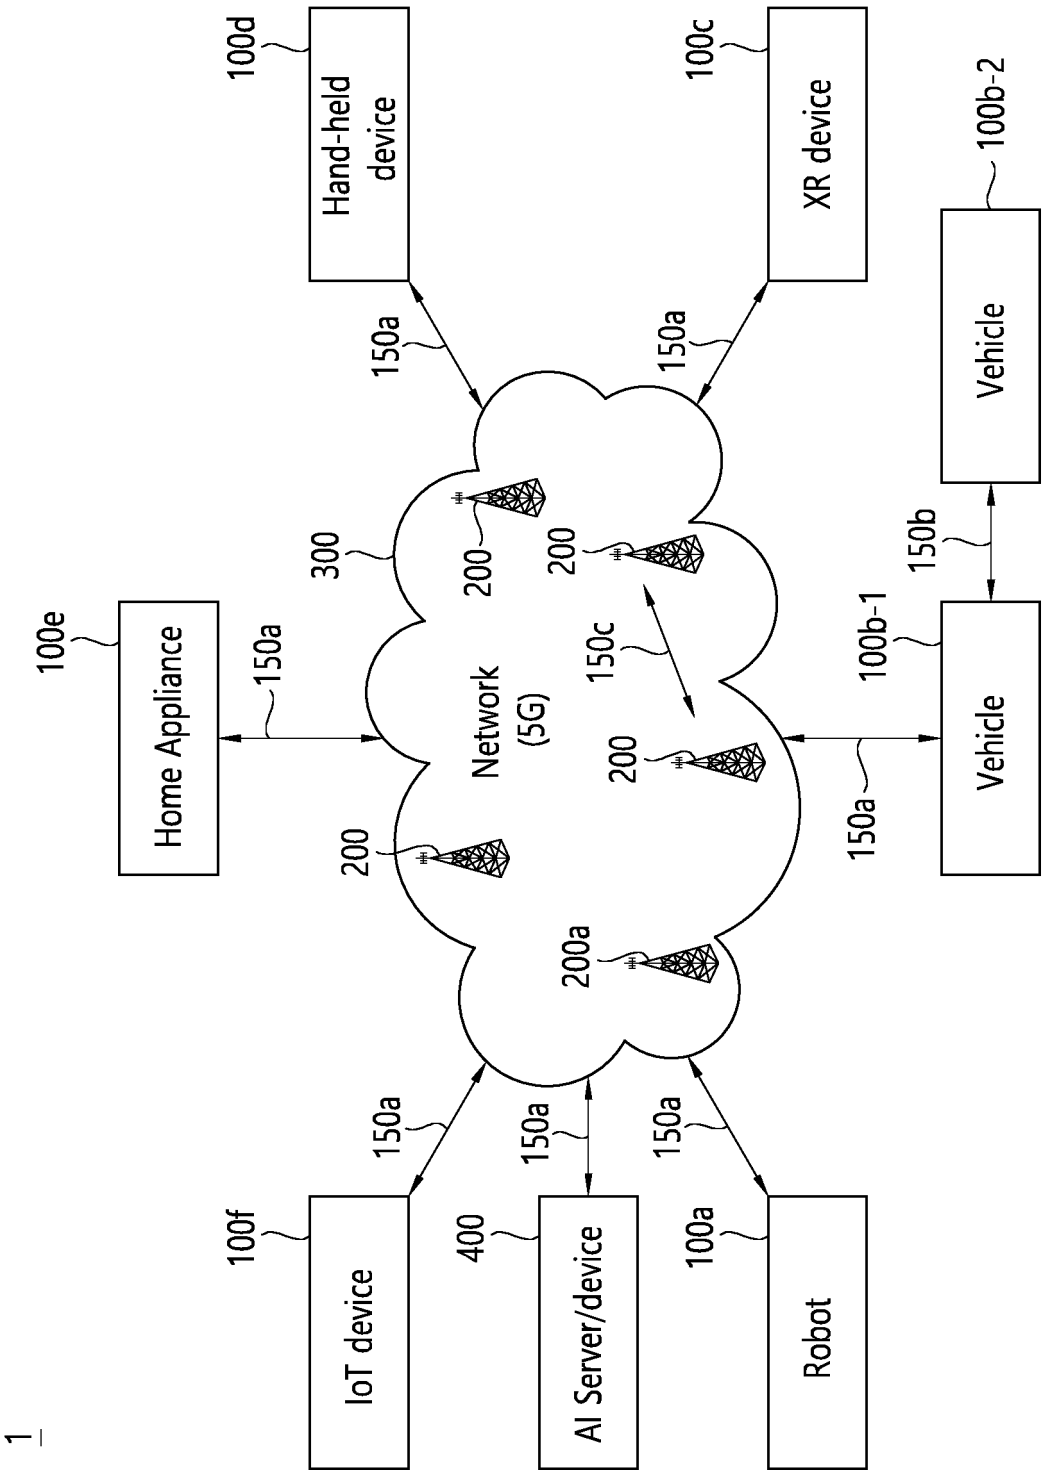 1
100e
Home Appliance
100f
150a
100d
300
Hand-held
device
IoT device
200
150a
150a
400
200
Network
(5G)
150a
200
200a
AI Server/device
150c
200
150a
150a
100a
100c
Robot
XR device
150a
100b-1
150b
Vehicle
Vehicle
100b-2